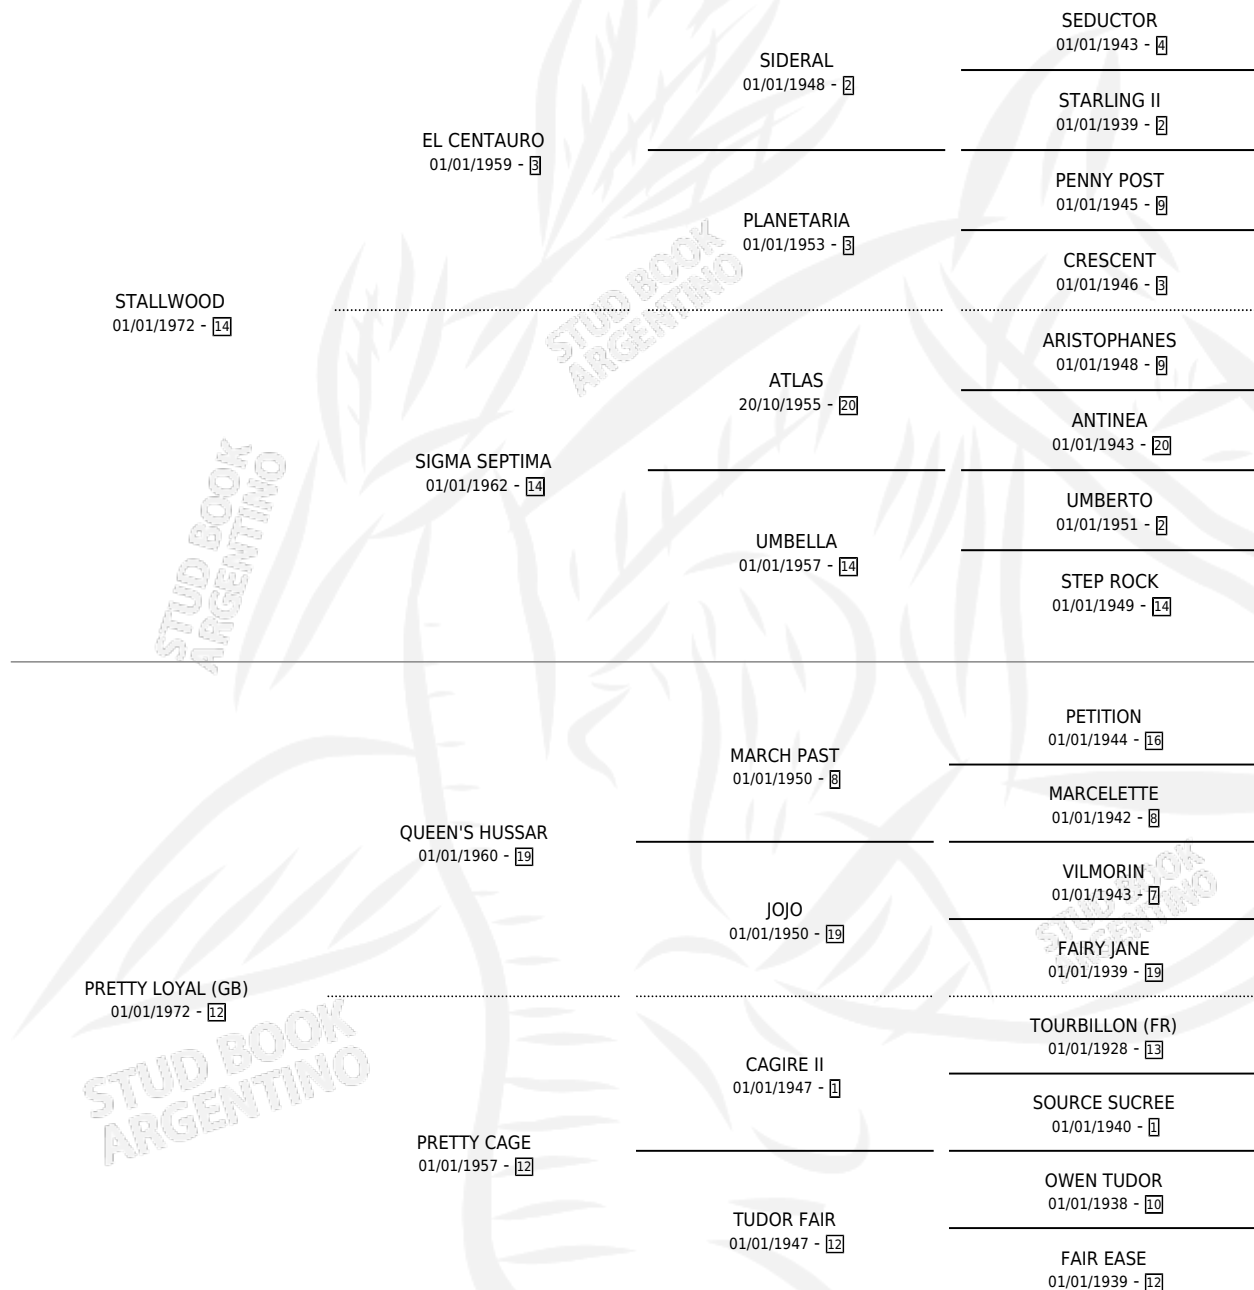 STALLWOOD
01/01/1972 - 14
EL CENTAURO
01/01/1959 - 3
SIGMA SEPTIMA
01/01/1962 - 14
SIDERAL
01/01/1948 - 2
PLANETARIA
01/01/1953 - 3
ATLAS
20/10/1955 - 20
UMBELLA
01/01/1957 - 14
SEDUCTOR
01/01/1943 - 4
STARLING II
01/01/1939 - 2
PENNY POST
01/01/1945 - 9
CRESCENT
01/01/1946 - 3
ARISTOPHANES
01/01/1948 - 9
ANTINEA
01/01/1943 - 20
UMBERTO
01/01/1951 - 2
STEP ROCK
01/01/1949 - 14
PRETTY LOYAL (GB)
01/01/1972 - 12
QUEEN'S HUSSAR
01/01/1960 - 19
PRETTY CAGE
01/01/1957 - 12
MARCH PAST
01/01/1950 - 8
JOJO
01/01/1950 - 19
CAGIRE II
01/01/1947 - 1
TUDOR FAIR
01/01/1947 - 12
PETITION
01/01/1944 - 16
MARCELETTE
01/01/1942 - 8
VILMORIN
01/01/1943 - 7
FAIRY JANE
01/01/1939 - 19
TOURBILLON (FR)
01/01/1928 - 13
SOURCE SUCREE
01/01/1940 - 1
OWEN TUDOR
01/01/1938 - 10
FAIR EASE
01/01/1939 - 12
STUD BOOK
ARGENTINO
STUD BOOK
ARGENTINO
STUD BOOK
ARGENTINO
STUD BOOK
ARGENTINO